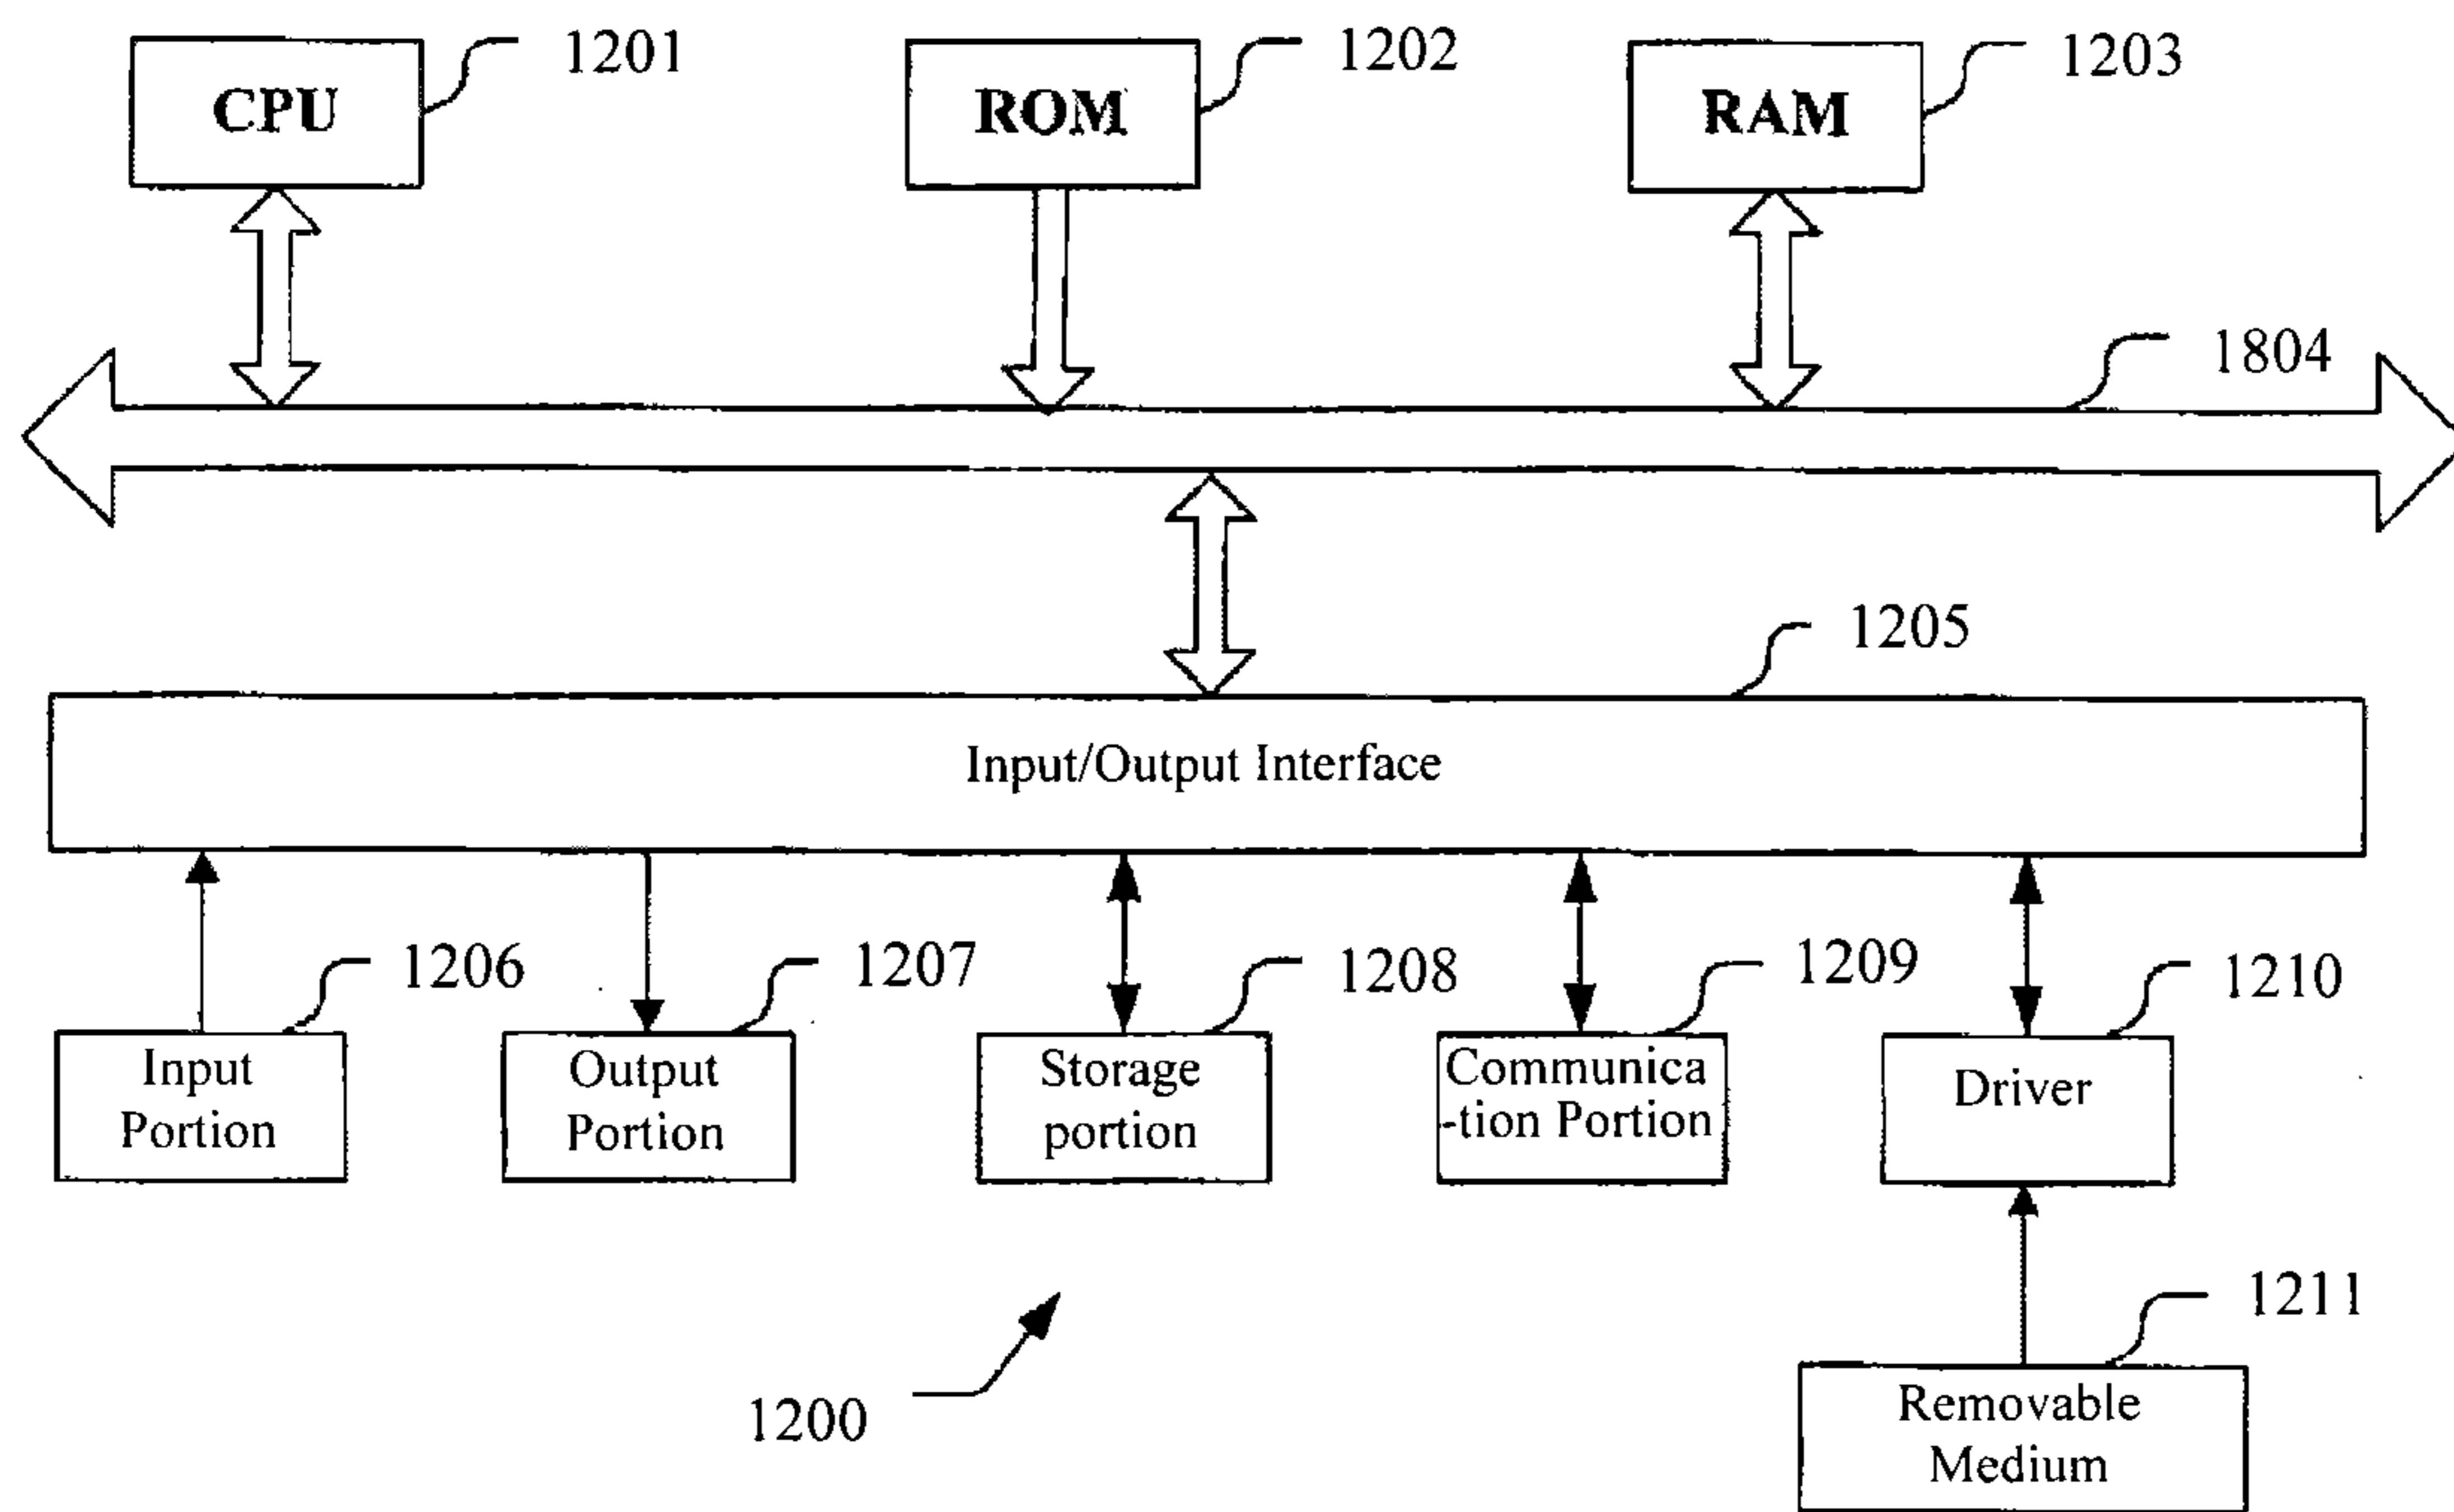 CPU
1201
ROM
1202
RAM
1203
1804
1205
Input/Output Interface
1206
1207
1208
1209
1210
Input
Portion
Output
Portion
Storage
portion
Communica
-tion Portion
Driver
1211
1200
Removable
Medium